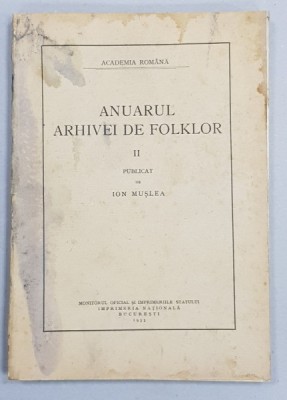 ACADEMIA ROMÂNĂ
ANUARUL
ARHIVEI DE FOLKLOR
II
PUBLICAT
DE
ION MUŞLEA
MONITORUL OFICIAL ŞI IMPRIMERIILE STATULUI
IMPRIMERIA NAŢIONALĂ
BUCUREŞTI
1933